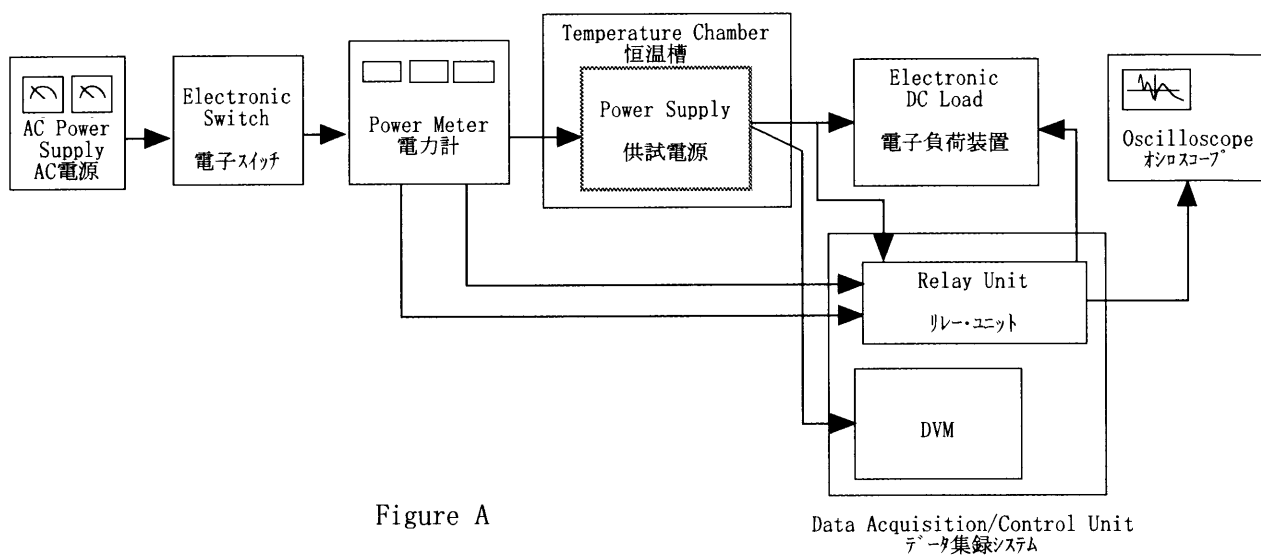 AC Power
Supply
AC電源
Electronic
Switch
電子スイッチ
Power Meter
電力計
Temperature Chamber
恒温槽
Power Supply
供試電源
Electronic
DC Load
電子負荷装置
Oscilloscope
オシロスコープ
Relay Unit
リレー・ユニット
DVM
Data Acquisition/Control Unit
データ集録システム
Figure A